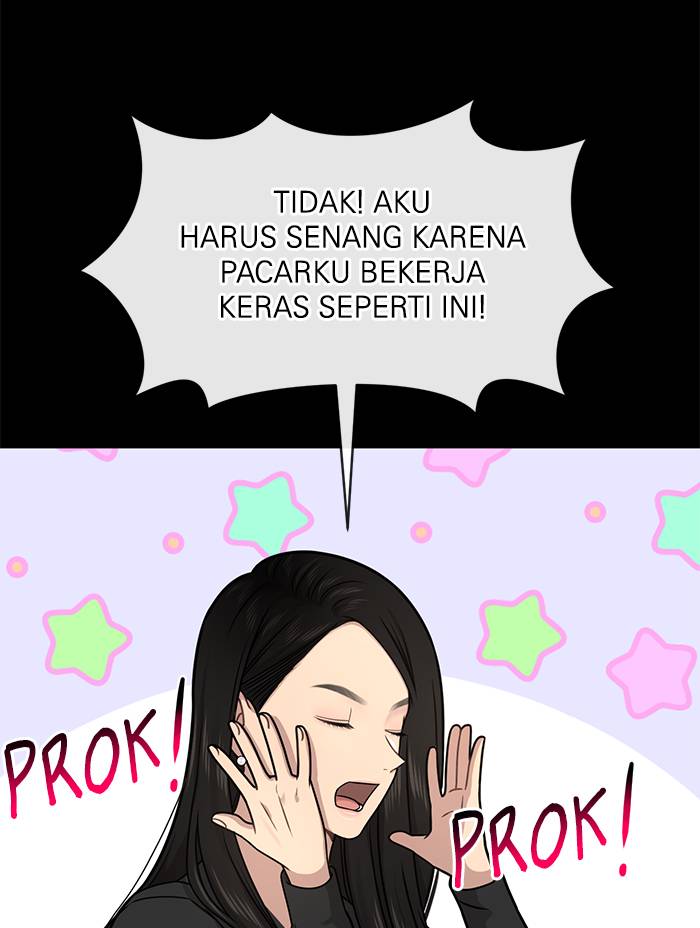 TIDAK! AKU
HARUS SENANG KARENA
PACARKU BEKERJA
KERAS SEPERTI INI!
PROK!
PROK!